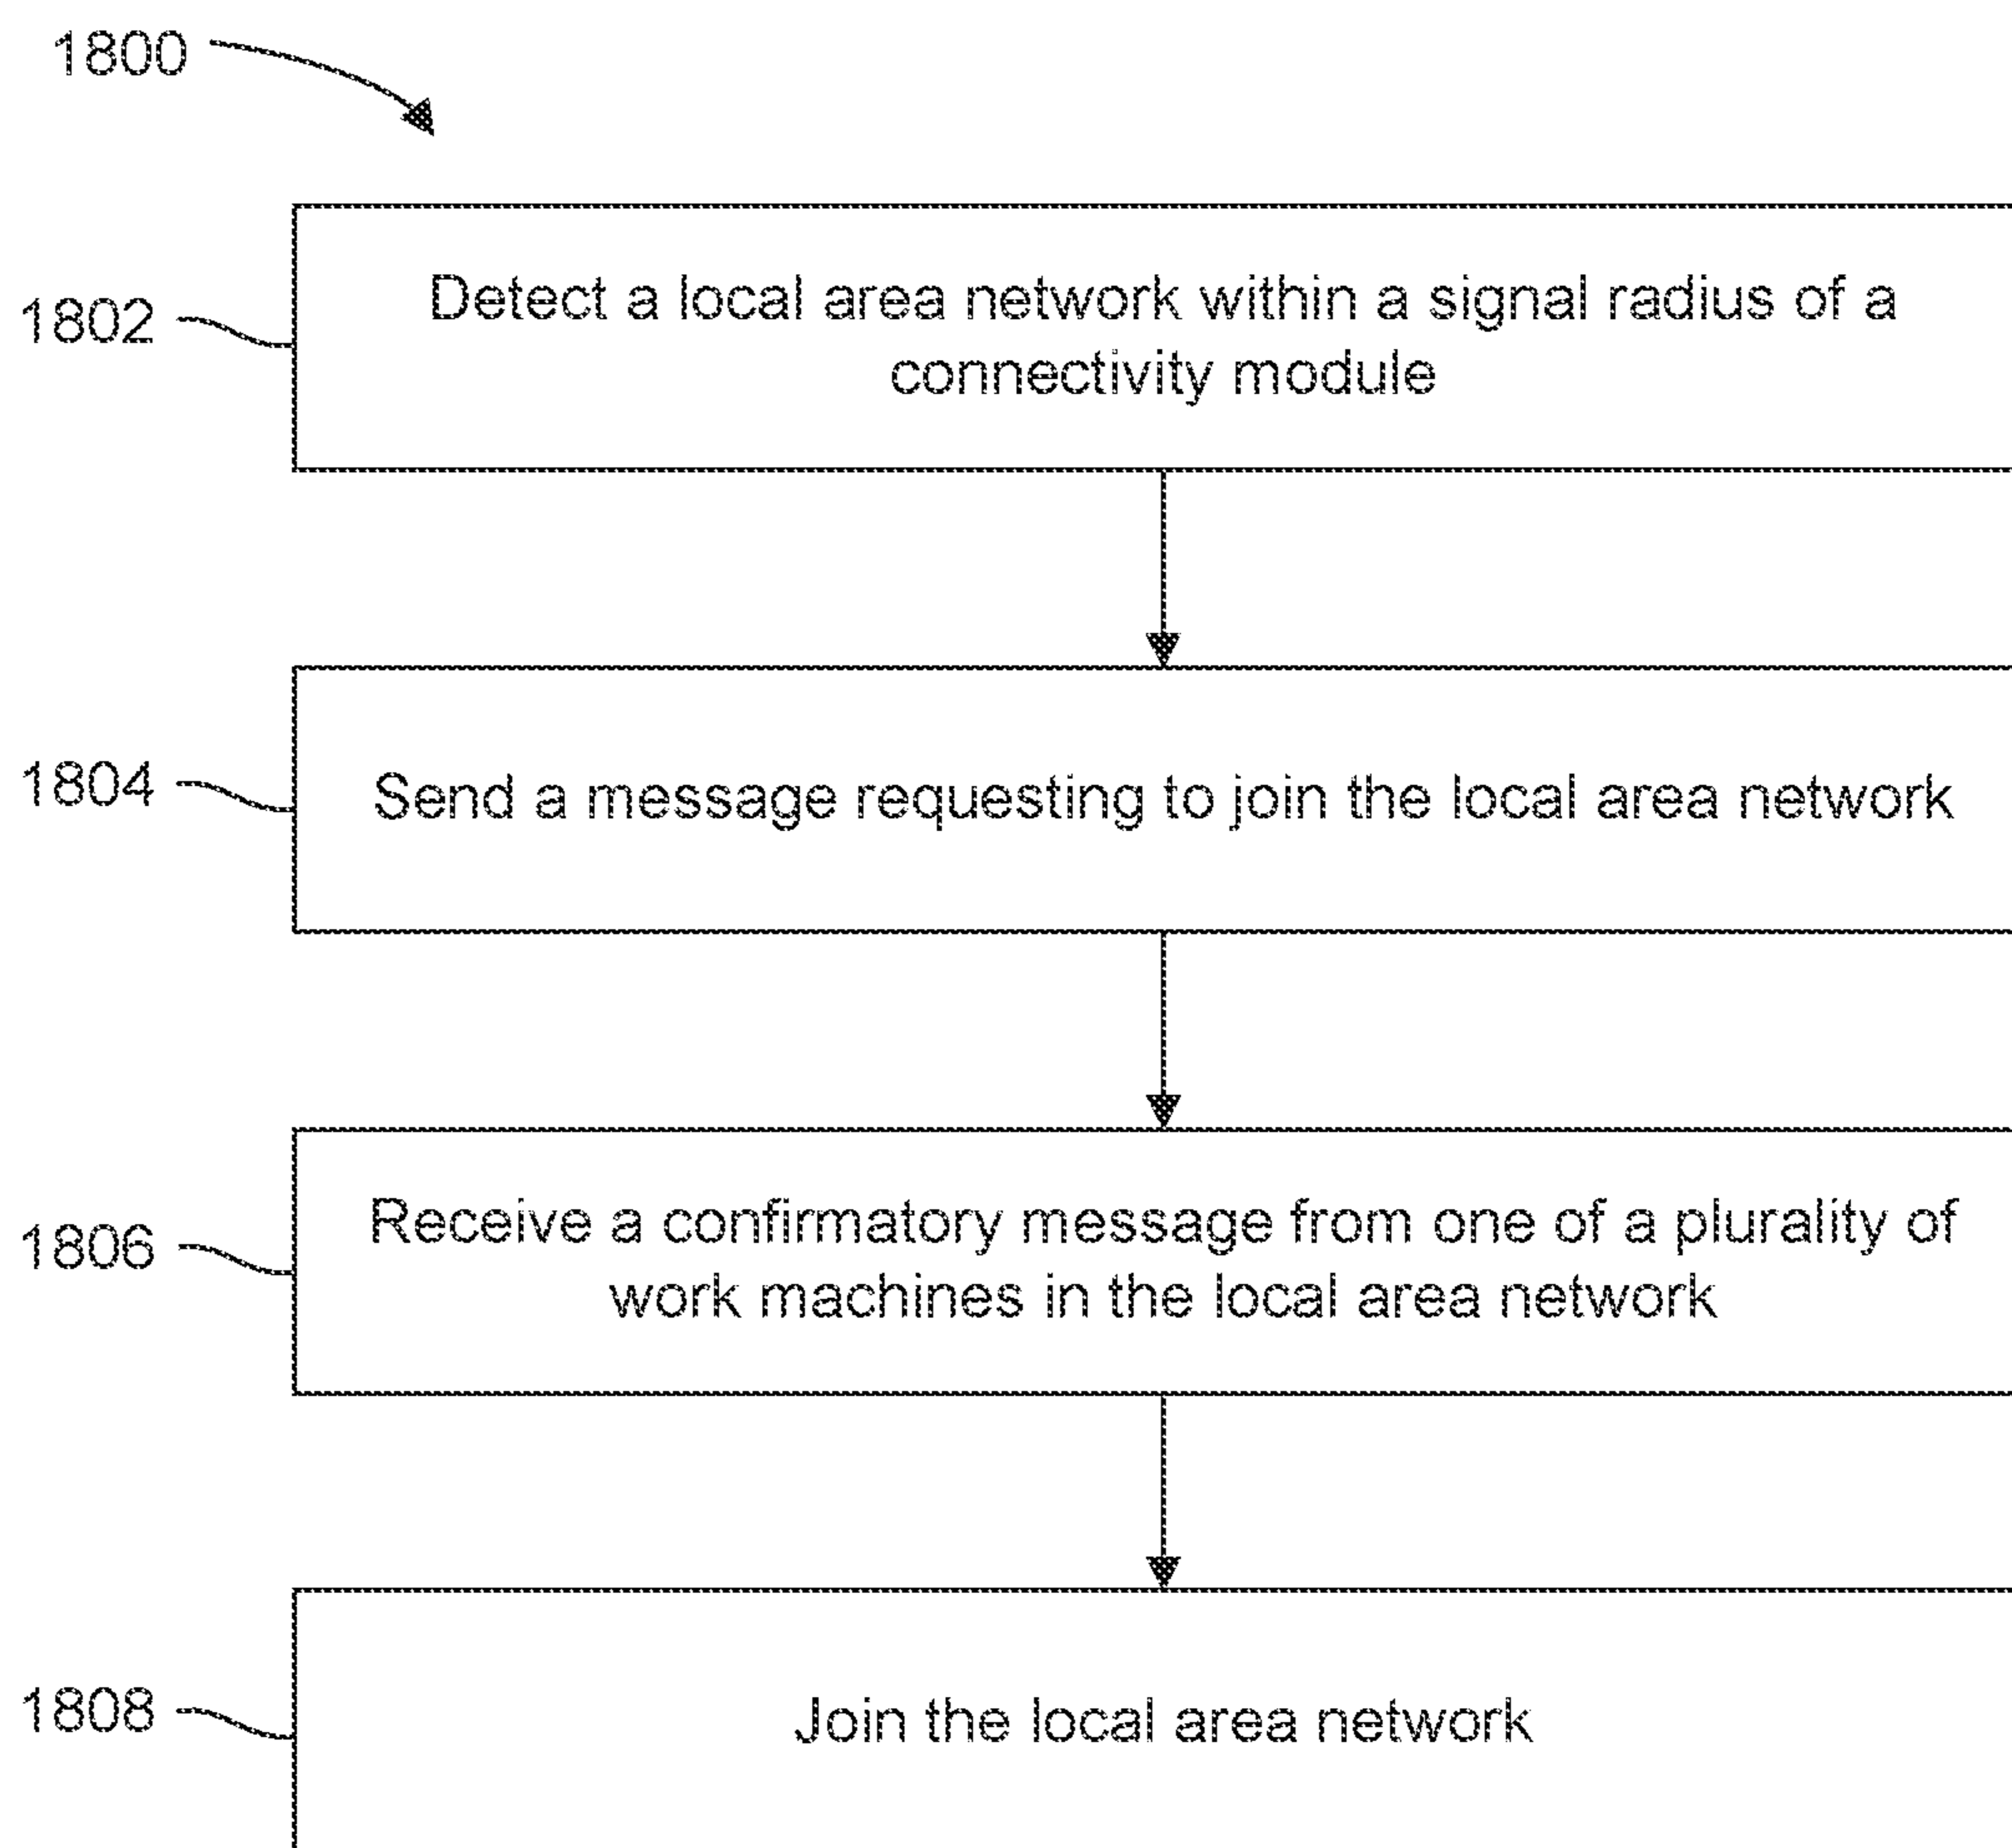 1800
1802
Detect a local area network within a signal radius of a
connectivity module
1804
Send a message requesting to join the local area network
1806
Receive a confirmatory message from one of a plurality of
work machines in the local area network
1808
Join the local area network